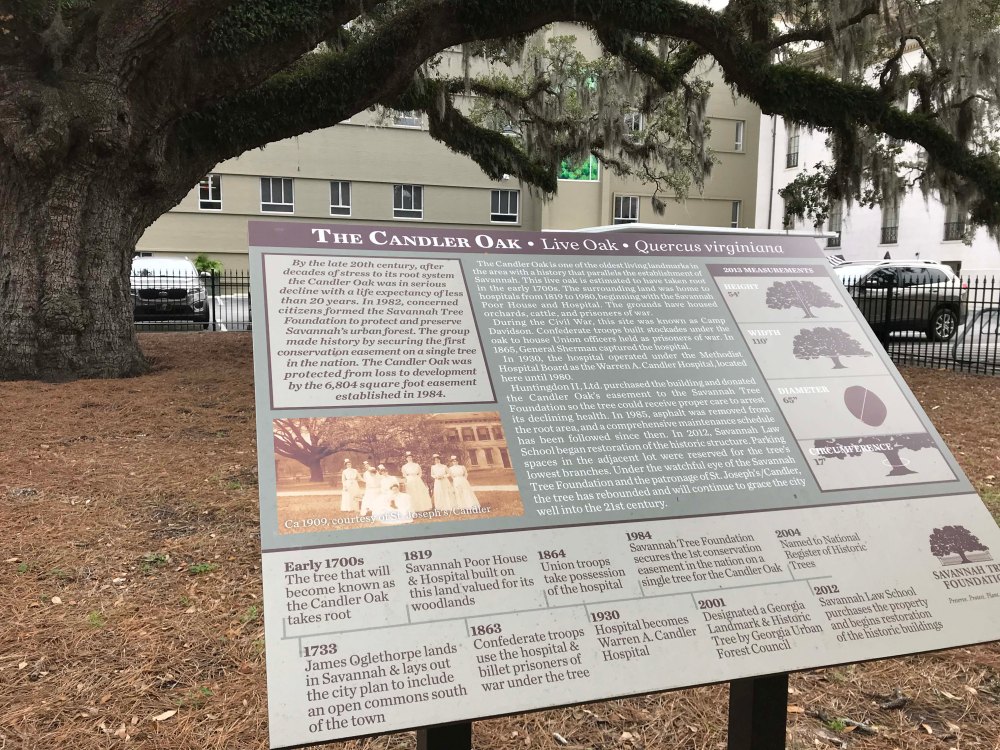 THE CANDLER OAK • LIVE OAK • Quercus virginiana
By the late 20th century, after
decades of stress to its root system
the Candler Oak was in serious
decline with a life expectancy of less
than 20 years. In 1982, concerned
citizens formed the Savannah Tree
Foundation to protect and preserve
Savannah's urban forest. The group
made history by securing the first
conservation easement on a single tree
in the nation. The Candler Oak was
protected from loss to development
by the 6,804 square foot easement
established in 1984.
Ca 1909, courtesy of St. Joseph's/Candler
The Candler Oak is one of the oldest living landmarks in
the area with a history that parallels the establishment of
Savannah. This live oak is estimated to have taken root
in the early 1700s. The surrounding land was home to
hospitals from 1819 to 1980, beginning with the Savannah
Poor House and Hospital. The grounds have housed
orchards, cattle, and prisoners of war.
During the Civil War, this site was known as Camp
Davidson. Confederate troops built stockades under the
oak to house Union officers held as prisoners of war. In
1865, General Sherman captured the hospital.
In 1930, the hospital operated under the Methodist
Hospital Board as the Warren A. Candler Hospital, located
here until 1980.
Huntingdon II, Ltd. purchased the building and donated
the Candler Oak's easement to the Savannah Tree
Foundation so the tree could receive proper care to arrest
its declining health. In 1985, asphalt was removed from
the root area, and a comprehensive maintenance schedule
has been followed since then. In 2012, Savannah Law
School began restoration of the historic structure. Parking
spaces in the adjacent lot were reserved for the tree's
lowest branches. Under the watchful eye of the Savannah
Tree Foundation and the patronage of St. Joseph's/Candler,
the tree has rebounded and will continue to grace the city
well into the 21st century.
2013 MEASUREMENTS
HEIGHT
54'
WIDTH
110'
DIAMETER
65"
CIRCUMFERENCE
17'
Early 1700s
The tree that will
become known as
the Candler Oak
takes root
1733
James Oglethorpe lands
in Savannah & lays out
the city plan to include
an open commons south
of the town
1819
Savannah Poor House
& Hospital built on
this land valued for its
woodlands
1863
Confederate troops
use the hospital &
billet prisoners of
war under the tree
1864
Union troops
take possession
of the hospital
1930
Hospital becomes
Warren A. Candler
Hospital
1984
Savannah Tree Foundation
secures the 1st conservation
easement in the nation on a
single tree for the Candler Oak
2001
Designated a Georgia
Landmark & Historic
Tree by Georgia Urban
Forest Council
2004
Named to National
Register of Historic
Trees
2012
Savannah Law School
purchases the property
and begins restoration
of the historic buildings
SAVANNAH
FOUNDATION
Preserve. Protect.